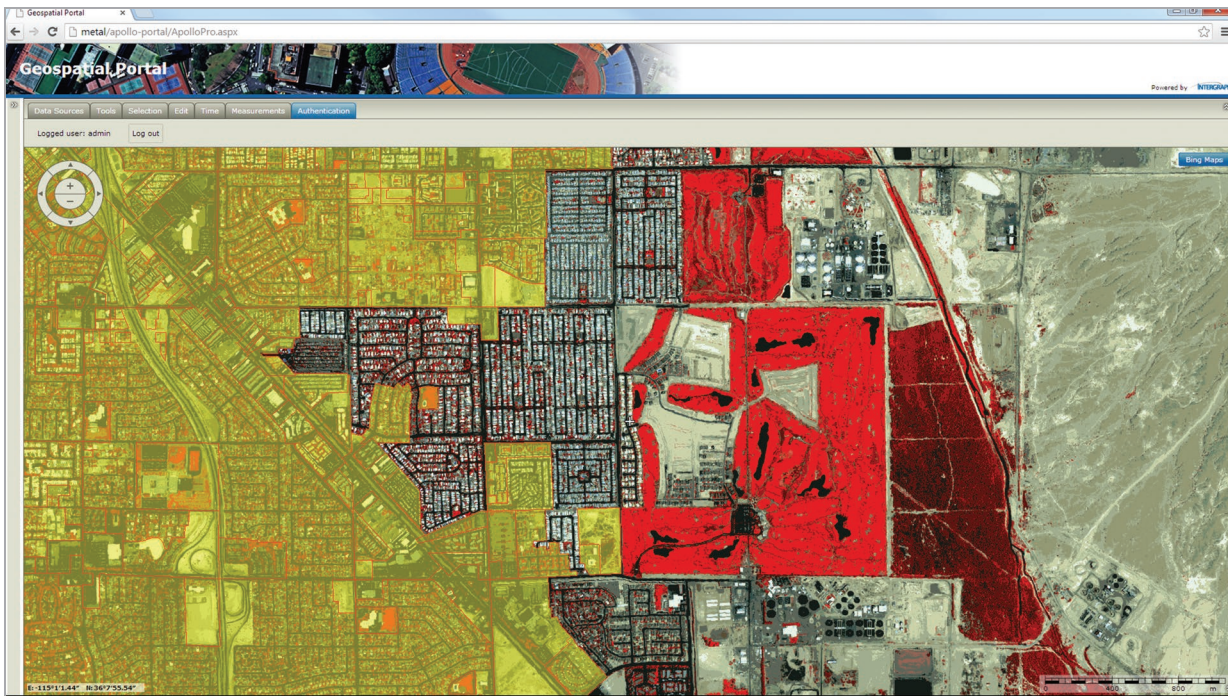 Geospatial Portal
metal/apollo-portal/ApolloPro.aspx
Geospatial Portal
Powered by INTERGRAPH
Data Sources Tools Selection Edit Time Measurements Authentication
Logged user: admin Log out
Bing Maps
E:-115°1'1.44" N:36°7'55.54"
400 800 m